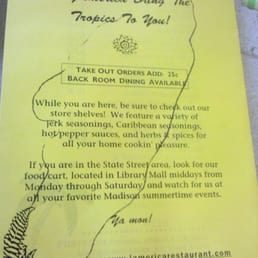 Bring The
Tropics To You!
TAKE OUT ORDERS ADD: 25¢
BACK ROOM DINING AVAILABLE
While you are here, be sure to check out our
store shelves! We feature a variety of
jerk seasonings, Caribbean seasonings,
hot/pepper sauces, and herbs & spices for
all your home cookin' pleasure.
If you are in the State Street area, look for our
food cart, located in Library Mall middays from
Monday through Saturday and watch for us at
all your favorite Madison summertime events.
Ya mon!
www.jamericarestaurant.com